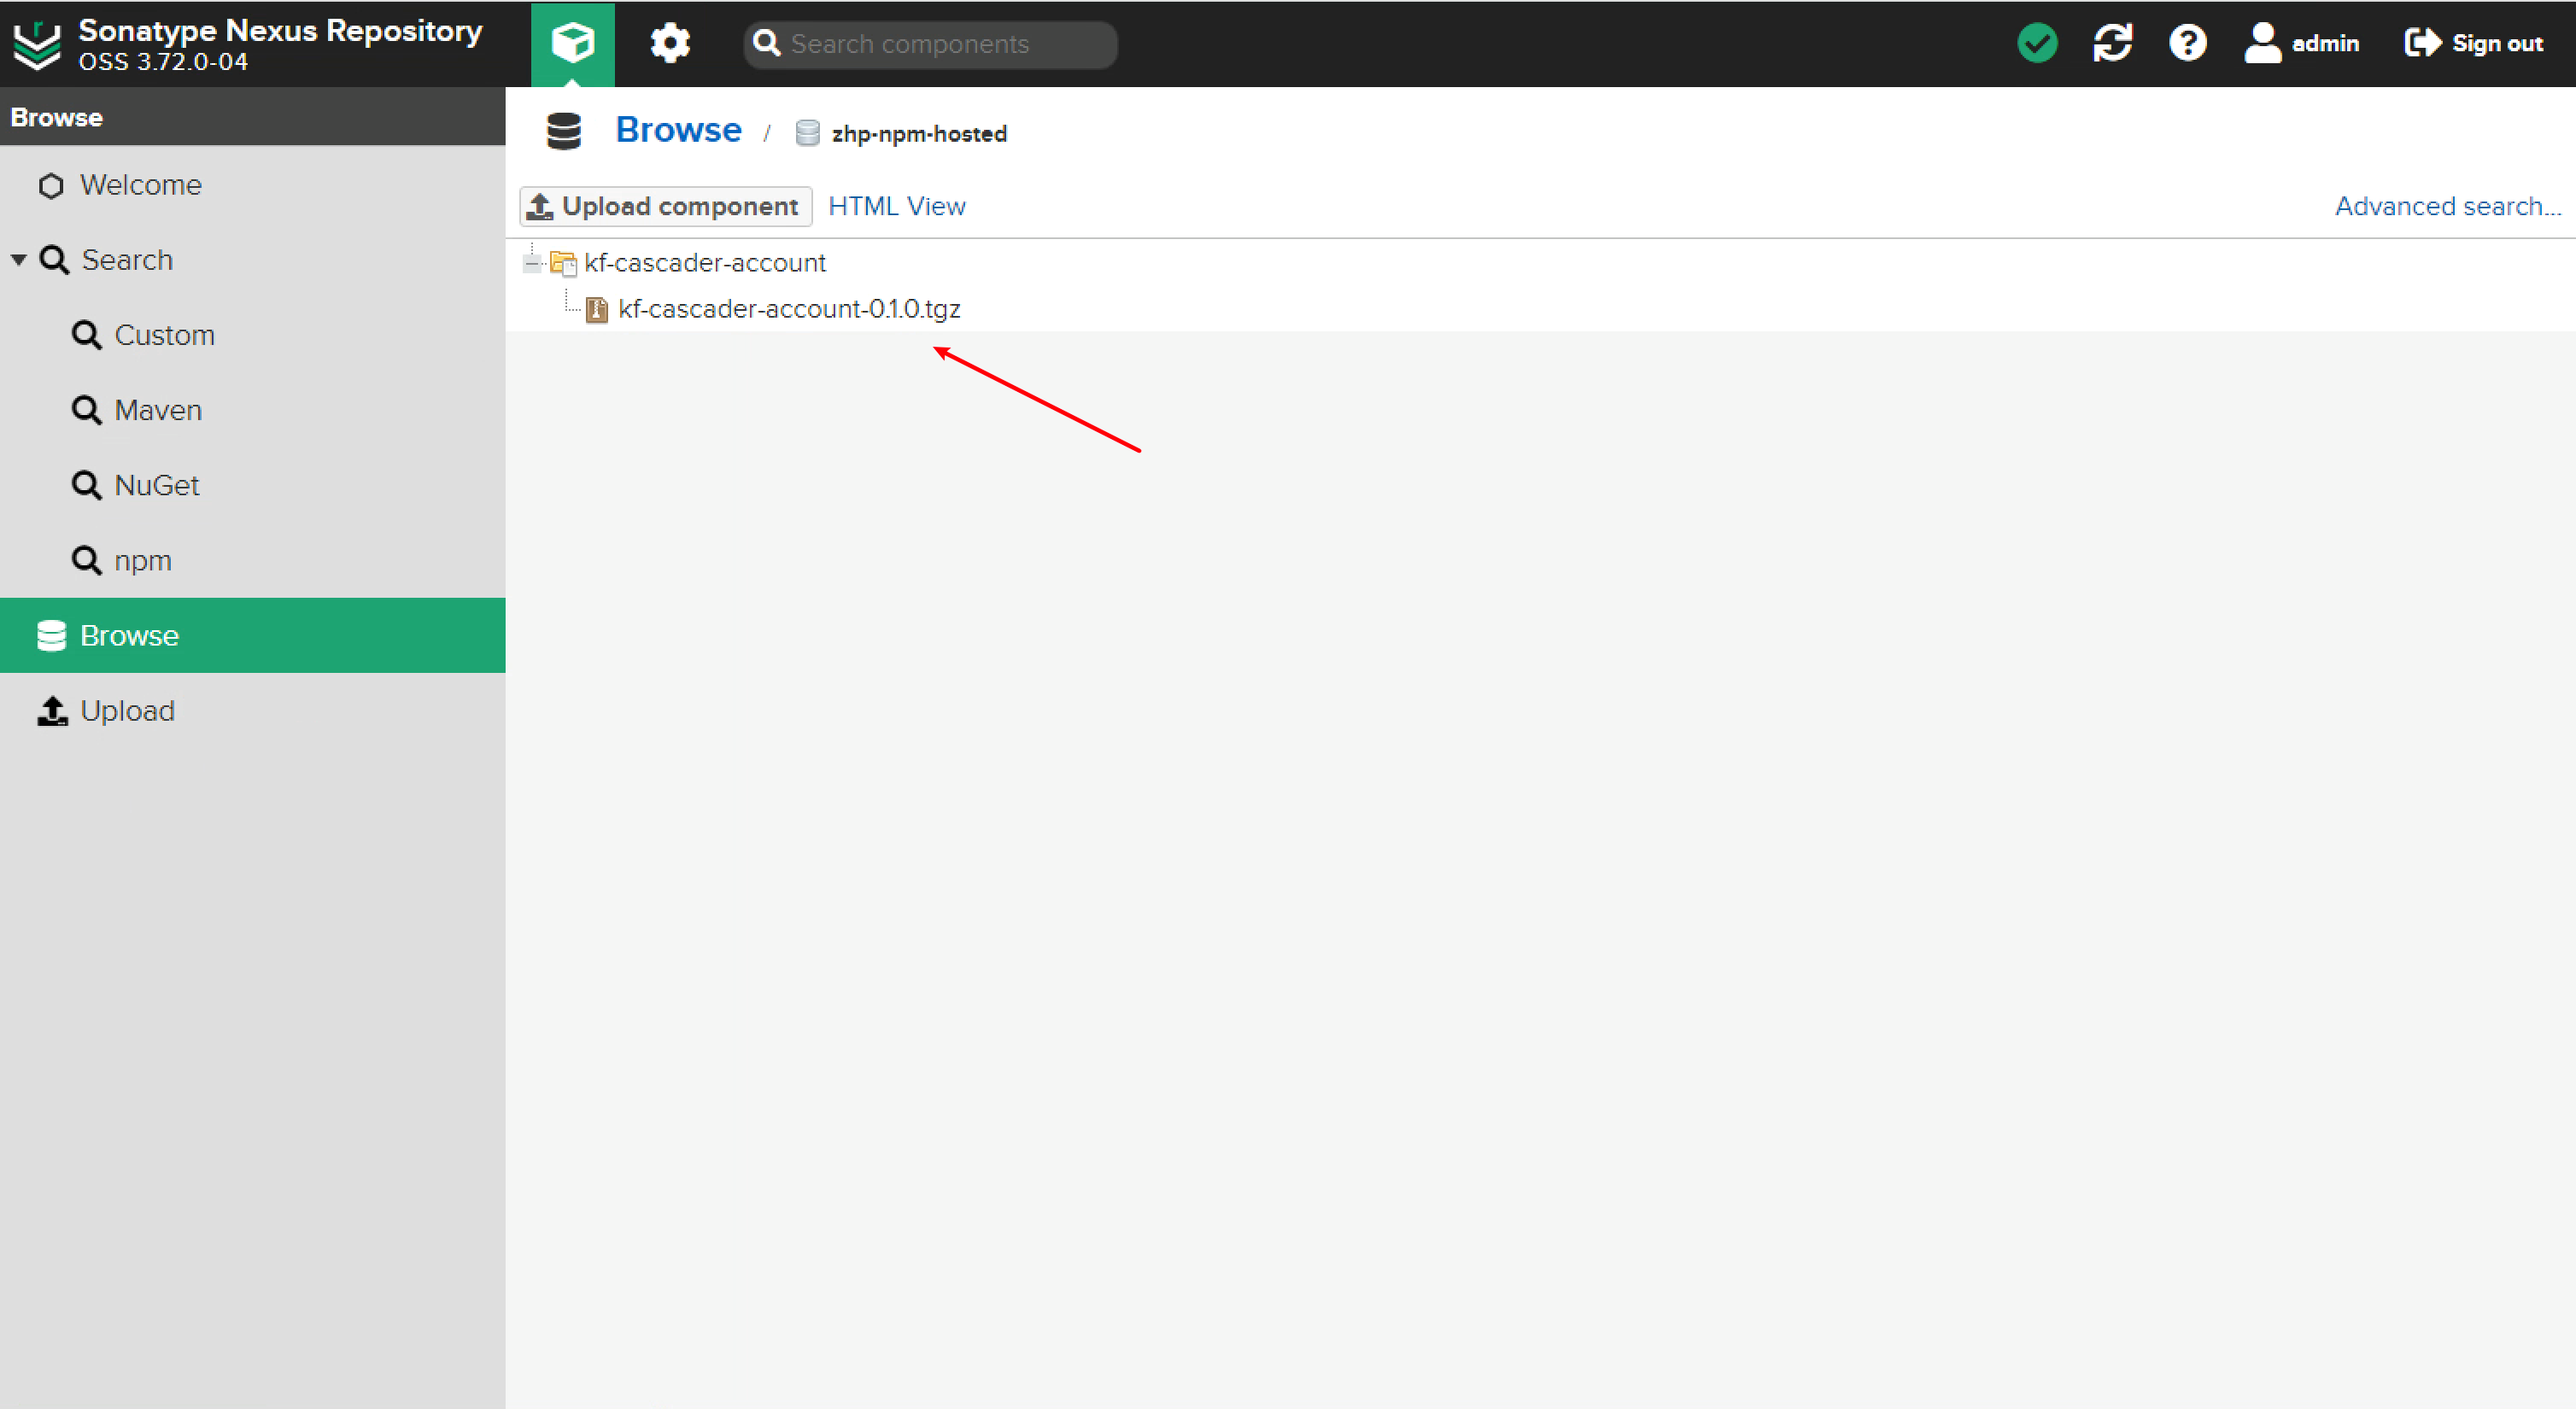 Sonatype Nexus Repository
OSS 3.72.0-04
Search components
admin
Sign out
Browse
Welcome
Search
Custom
Maven
NuGet
npm
Browse
Upload
Browse / zhp-npm-hosted
Upload component HTML View Advanced search...
kf-cascader-account
kf-cascader-account-0.1.0.tgz